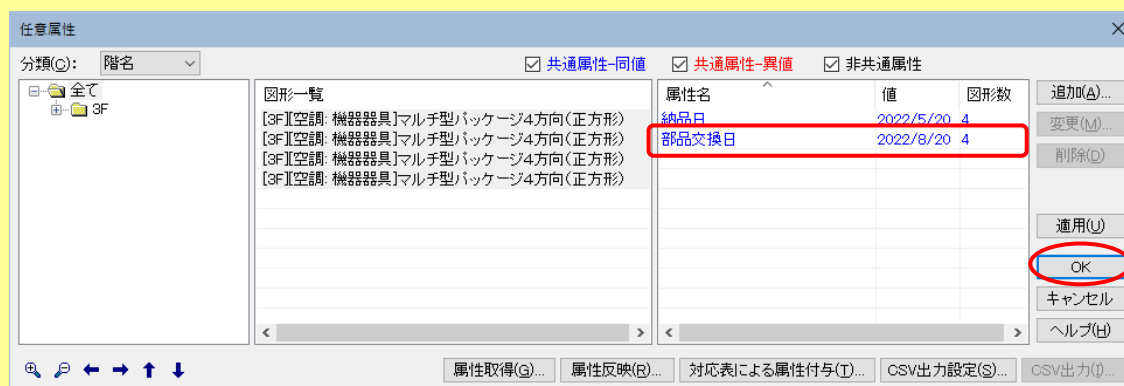 任意属性
分類(C): 階名
共通属性-同値 共通属性-異値 非共通属性
全て
3F
図形一覧
[3F][空調: 機器器具]マルチ型パッケージ4方向(正方形)
[3F][空調: 機器器具]マルチ型パッケージ4方向(正方形)
[3F][空調: 機器器具]マルチ型パッケージ4方向(正方形)
[3F][空調: 機器器具]マルチ型パッケージ4方向(正方形)
属性名 値 図形数
納品日 2022/5/20 4
部品交換日 2022/8/20 4
追加(A)...
変更(M)...
削除(D)
適用(U)
OK
キャンセル
ヘルプ(H)
属性取得(G)... 属性反映(R)... 対応表による属性付与(T)... CSV出力設定(S)... CSV出力(I)...